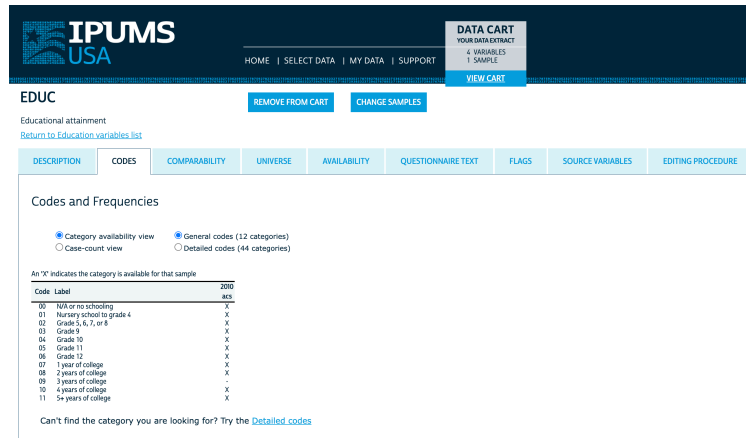 IPUMS
USA
HOME | SELECT DATA | MY DATA | SUPPORT
DATA CART
YOUR DATA EXTRACT
4 VARIABLES
1 SAMPLE
VIEW CART
EDUC
REMOVE FROM CART
CHANGE SAMPLES
Educational attainment
Return to Education variables list
DESCRIPTION CODES COMPARABILITY UNIVERSE AVAILABILITY QUESTIONNAIRE TEXT FLAGS SOURCE VARIABLES EDITING PROCEDURE
Codes and Frequencies
Category availability view General codes (12 categories)
Case-count view Detailed codes (44 categories)
An 'X' indicates the category is available for that sample
Code Label 2010 acs
00 N/A or no schooling X
01 Nursery school to grade 4 X
02 Grade 5, 6, 7, or 8 X
03 Grade 9 X
04 Grade 10 X
05 Grade 11 X
06 Grade 12 X
07 1 year of college X
08 2 years of college X
09 3 years of college -
10 4 years of college X
11 5+ years of college X
Can't find the category you are looking for? Try the Detailed codes